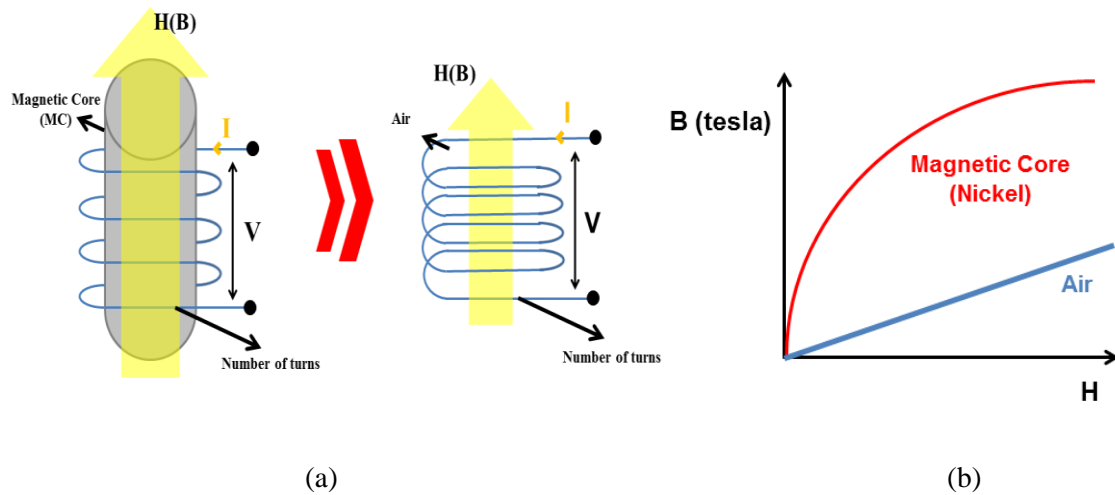 H(B)
Magnetic Core
(MC)
I
V
Number of turns
H(B)
Air
I
V
Number of turns
B (tesla)
Magnetic Core
(Nickel)
Air
H
(a)
(b)